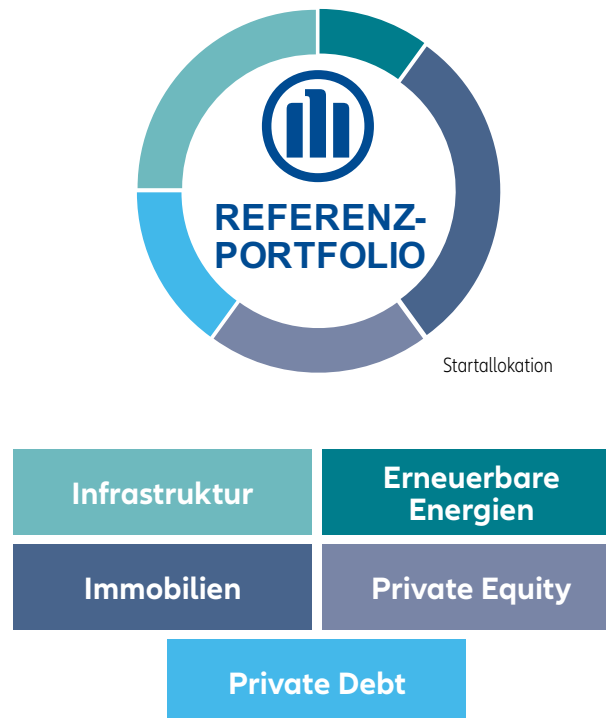 REFERENZ-
PORTFOLIO
Startallokation
Infrastruktur
Erneuerbare
Energien
Immobilien
Private Equity
Private Debt